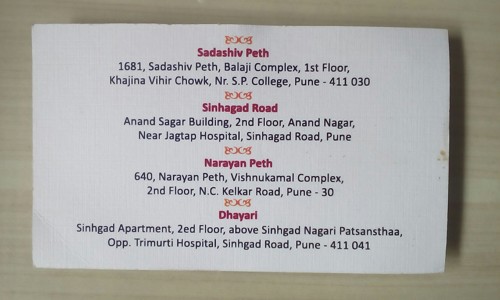 Sadashiv Peth
1681, Sadashiv Peth, Balaji Complex, 1st Floor,
Khajina Vihir Chowk, Nr. S.P. College, Pune - 411 030
Sinhagad Road
Anand Sagar Building, 2nd Floor, Anand Nagar,
Near Jagtap Hospital, Sinhagad Road, Pune
Narayan Peth
640, Narayan Peth, Vishnukamal Complex,
2nd Floor, N.C. Kelkar Road, Pune - 30
Dhayari
Sinhgad Apartment, 2ed Floor, above Sinhgad Nagari Patsansthaa,
Opp. Trimurti Hospital, Sinhgad Road, Pune - 411 041